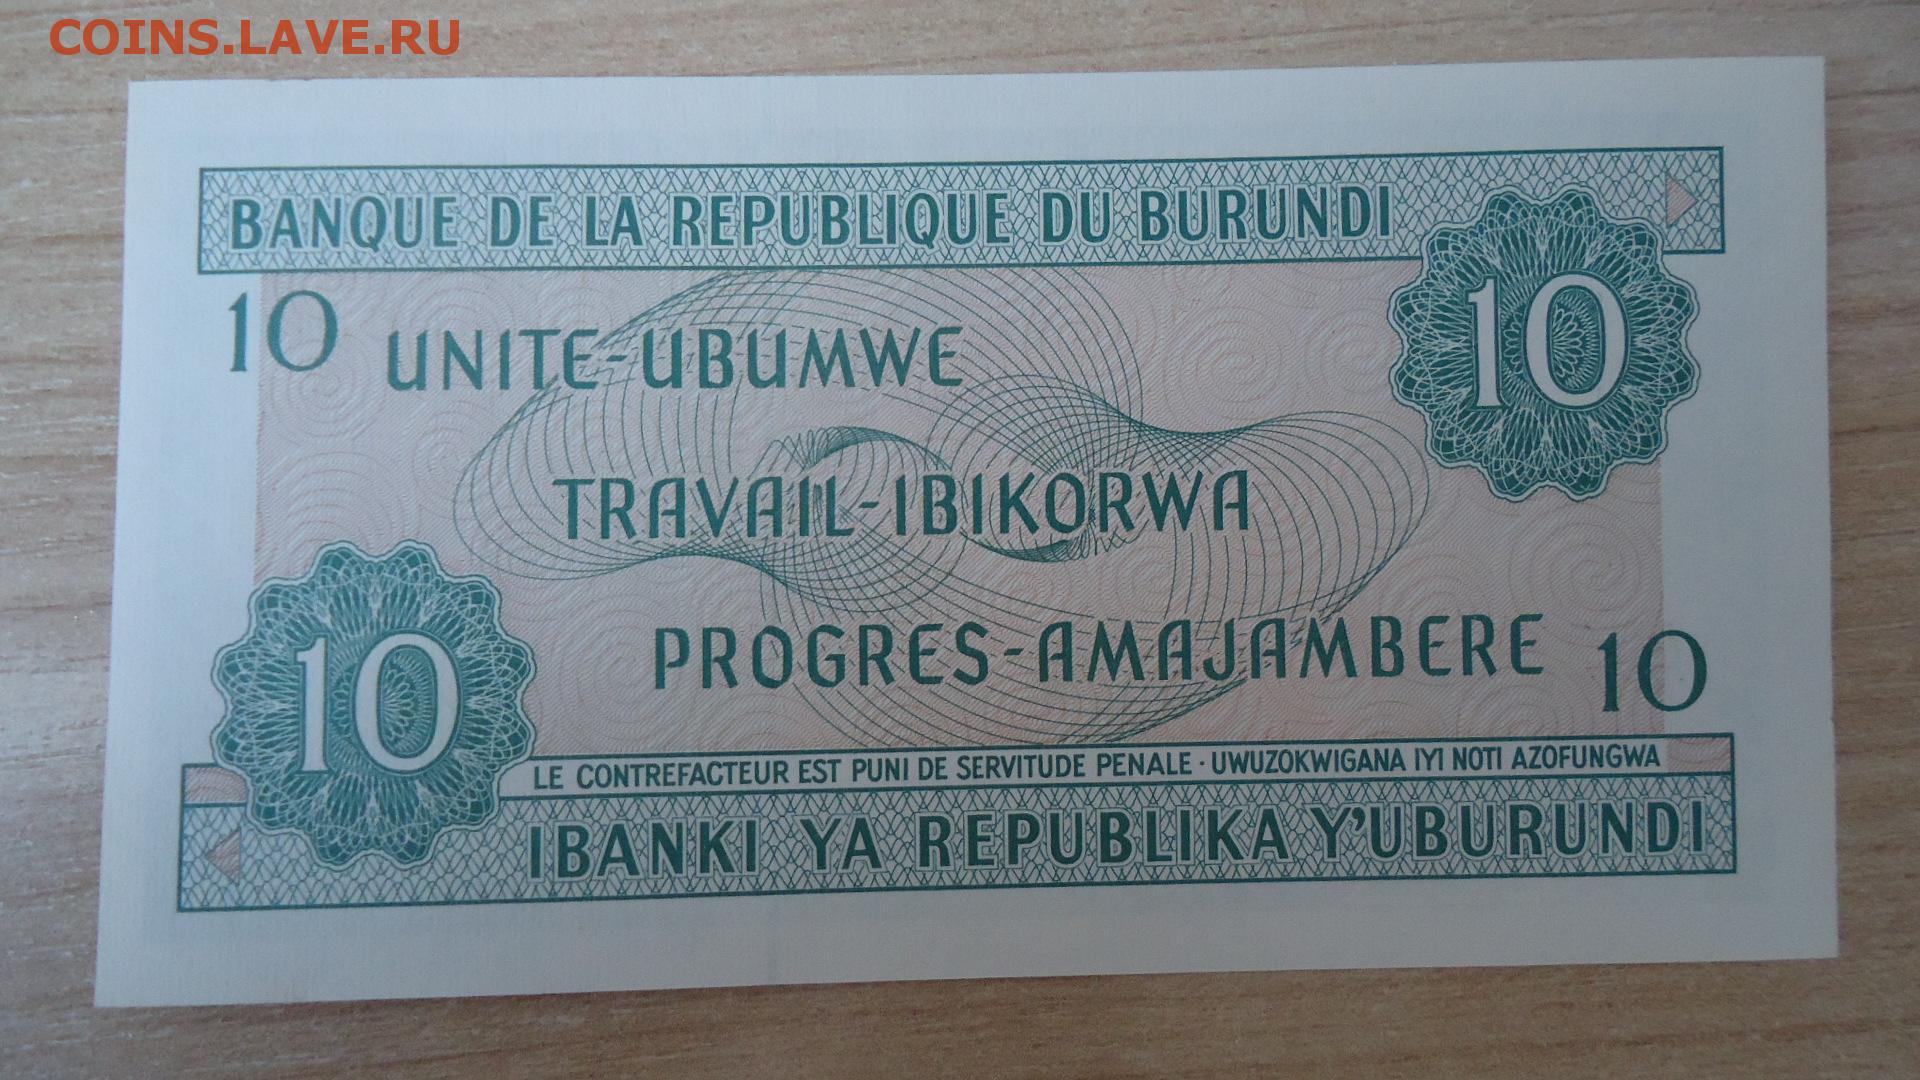 COINS.LAVE.RU
BANQUE DE LA REPUBLIQUE DU BURUNDI
10
10
UNITE-UBUMWE
TRAVAIL-IBIKORWA
PROGRES-AMAJAMBERE
10
10
LE CONTREFACTEUR EST PUNI DE SERVITUDE PENALE · UWUZOKWIGANA IYI NOTI AZOFUNGWA
IBANKI YA REPUBLIKA Y'UBURUNDI